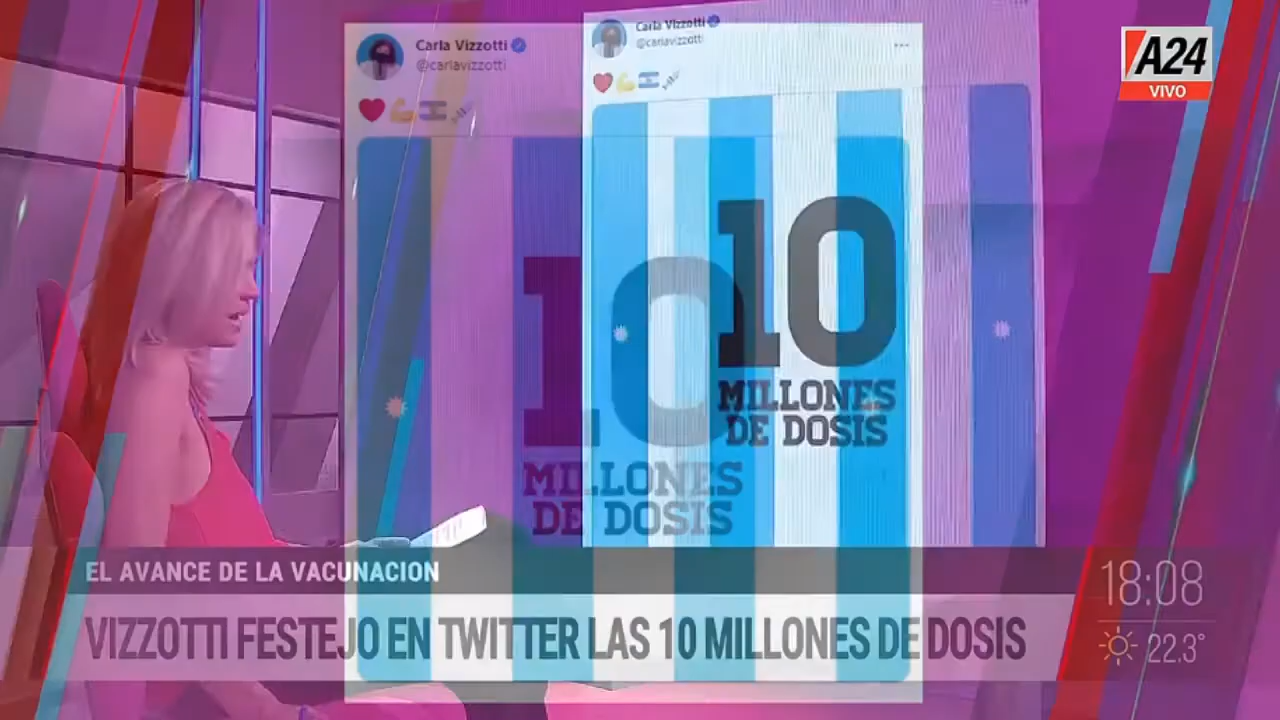 Carla Vizzotti
@carlavizzotti
10
MILLONES
DE DOSIS
Carla Vizzotti
@carlavizzotti
10
MILLONES
DE DOSIS
A24
VIVO
EL AVANCE DE LA VACUNACION
VIZZOTTI FESTEJO EN TWITTER LAS 10 MILLONES DE DOSIS
18:08
22.3°